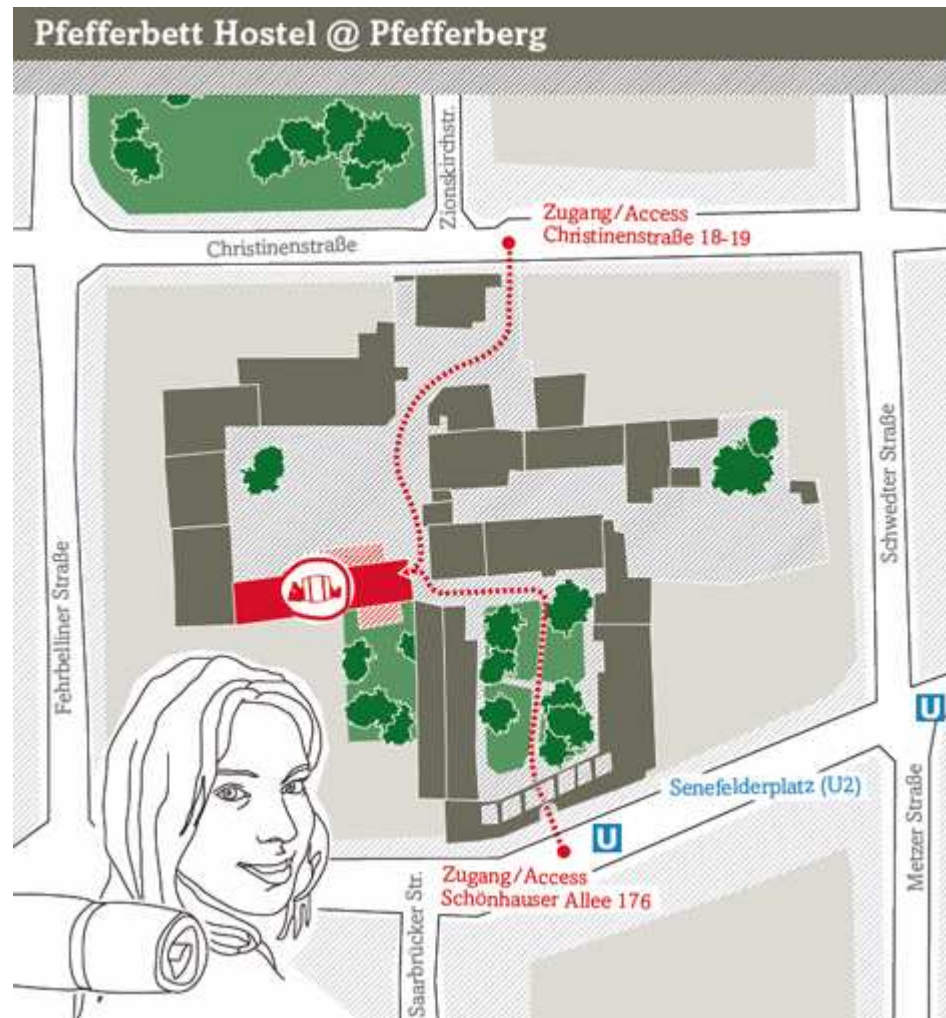 Pfefferbett Hostel @ Pfefferberg
Zionskirchstr.
Zugang/Access
Christinenstraße 18-19
Christinenstraße
Fehrbelliner Straße
Schwedter Straße
U
Senefelderplatz (U2)
U
Metzer Straße
Zugang/Access
Schönhauser Allee 176
Saarbrücker Str.